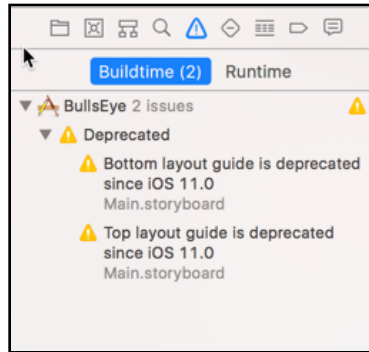 Buildtime (2) Runtime
BullsEye 2 issues
Deprecated
Bottom layout guide is deprecated
since iOS 11.0
Main.storyboard
Top layout guide is deprecated
since iOS 11.0
Main.storyboard